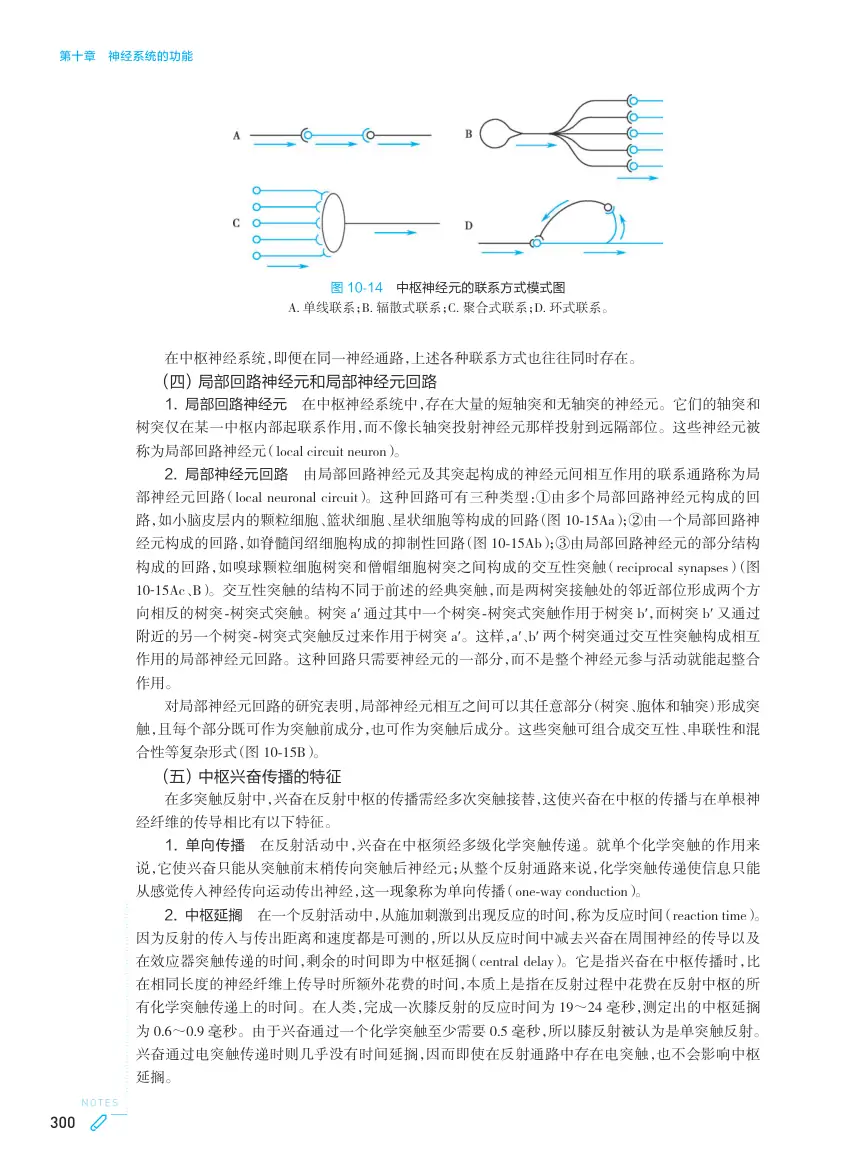 第十章 神经系统的功能
A
B
C
D
图 10-14 中枢神经元的联系方式模式图
A. 单线联系;B. 辐散式联系;C. 聚合式联系;D. 环式联系。
在中枢神经系统,即便在同一神经通路,上述各种联系方式也往往同时存在。
(四)局部回路神经元和局部神经元回路
1. 局部回路神经元 在中枢神经系统中,存在大量的短轴突和无轴突的神经元。它们的轴突和
树突仅在某一中枢内部起联系作用,而不像长轴突投射神经元那样投射到远隔部位。这些神经元被
称为局部回路神经元(local circuit neuron)。
2. 局部神经元回路 由局部回路神经元及其突起构成的神经元间相互作用的联系通路称为局
部神经元回路(local neuronal circuit)。这种回路可有三种类型:①由多个局部回路神经元构成的回
路,如小脑皮层内的颗粒细胞、篮状细胞、星状细胞等构成的回路(图 10-15Aa);②由一个局部回路神
经元构成的回路,如脊髓闰绍细胞构成的抑制性回路(图 10-15Ab);③由局部回路神经元的部分结构
构成的回路,如嗅球颗粒细胞树突和僧帽细胞树突之间构成的交互性突触(reciprocal synapses)(图
10-15Ac、B)。交互性突触的结构不同于前述的经典突触,而是两树突接触处的邻近部位形成两个方
向相反的树突-树突式突触。树突 a′通过其中一个树突-树突式突触作用于树突 b′,而树突 b′又通过
附近的另一个树突-树突式突触反过来作用于树突 a′。这样,a′、b′两个树突通过交互性突触构成相互
作用的局部神经元回路。这种回路只需要神经元的一部分,而不是整个神经元参与活动就能起整合
作用。
对局部神经元回路的研究表明,局部神经元相互之间可以其任意部分(树突、胞体和轴突)形成突
触,且每个部分既可作为突触前成分,也可作为突触后成分。这些突触可组合成交互性、串联性和混
合性等复杂形式(图 10-15B)。
(五)中枢兴奋传播的特征
在多突触反射中,兴奋在反射中枢的传播需经多次突触接替,这使兴奋在中枢的传播与在单根神
经纤维的传导相比有以下特征。
1. 单向传播 在反射活动中,兴奋在中枢须经多级化学突触传递。就单个化学突触的作用来
说,它使兴奋只能从突触前末梢传向突触后神经元;从整个反射通路来说,化学突触传递使信息只能
从感觉传入神经传向运动传出神经,这一现象称为单向传播(one-way conduction)。
2. 中枢延搁 在一个反射活动中,从施加刺激到出现反应的时间,称为反应时间(reaction time)。
因为反射的传入与传出距离和速度都是可测的,所以从反应时间中减去兴奋在周围神经的传导以及
在效应器突触传递的时间,剩余的时间即为中枢延搁(central delay)。它是指兴奋在中枢传播时,比
在相同长度的神经纤维上传导时所额外花费的时间,本质上是指在反射过程中花费在反射中枢的所
有化学突触传递上的时间。在人类,完成一次膝反射的反应时间为 19~24 毫秒,测定出的中枢延搁
为 0.6~0.9 毫秒。由于兴奋通过一个化学突触至少需要 0.5 毫秒,所以膝反射被认为是单突触反射。
兴奋通过电突触传递时则几乎没有时间延搁,因而即使在反射通路中存在电突触,也不会影响中枢
延搁。
NOTES
300